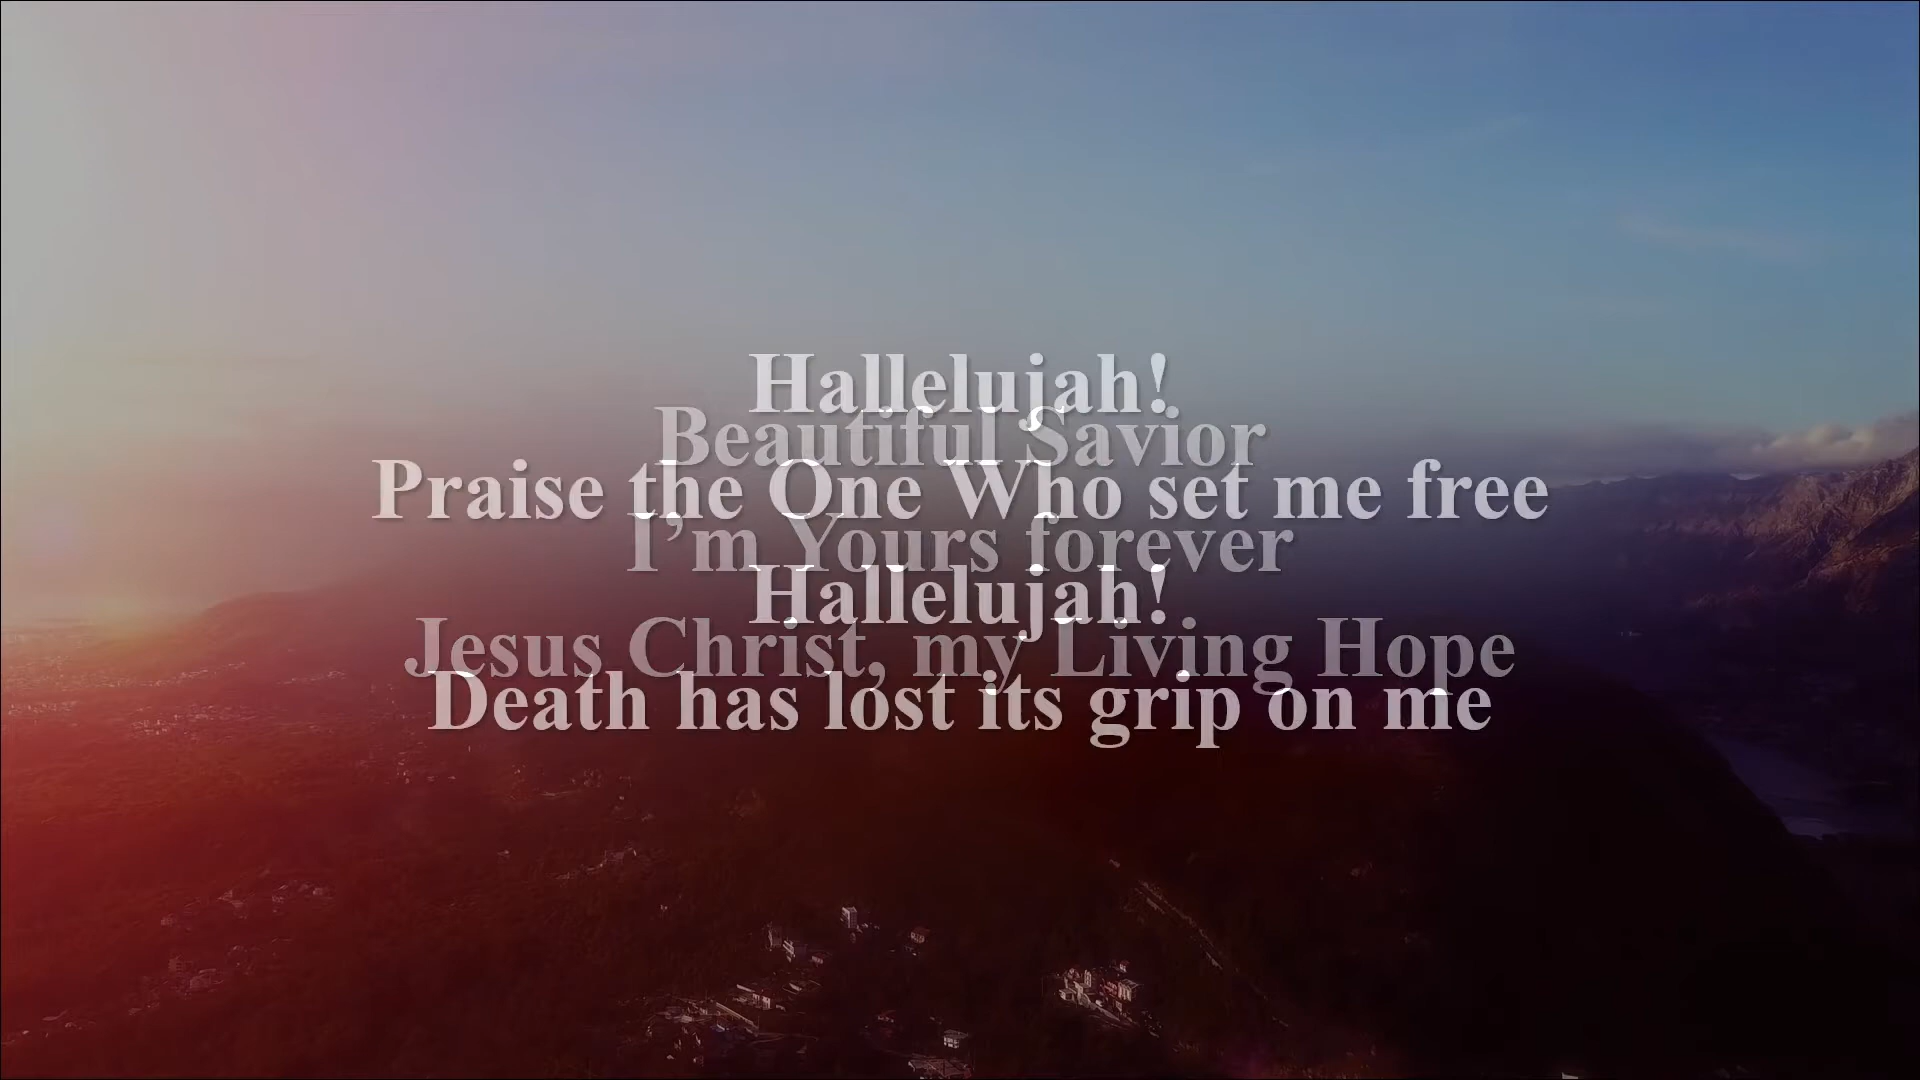 Hallelujah!
Beautiful Savior
Praise the One Who set me free
I’m Yours forever
Hallelujah!
Jesus Christ, my Living Hope
Death has lost its grip on me